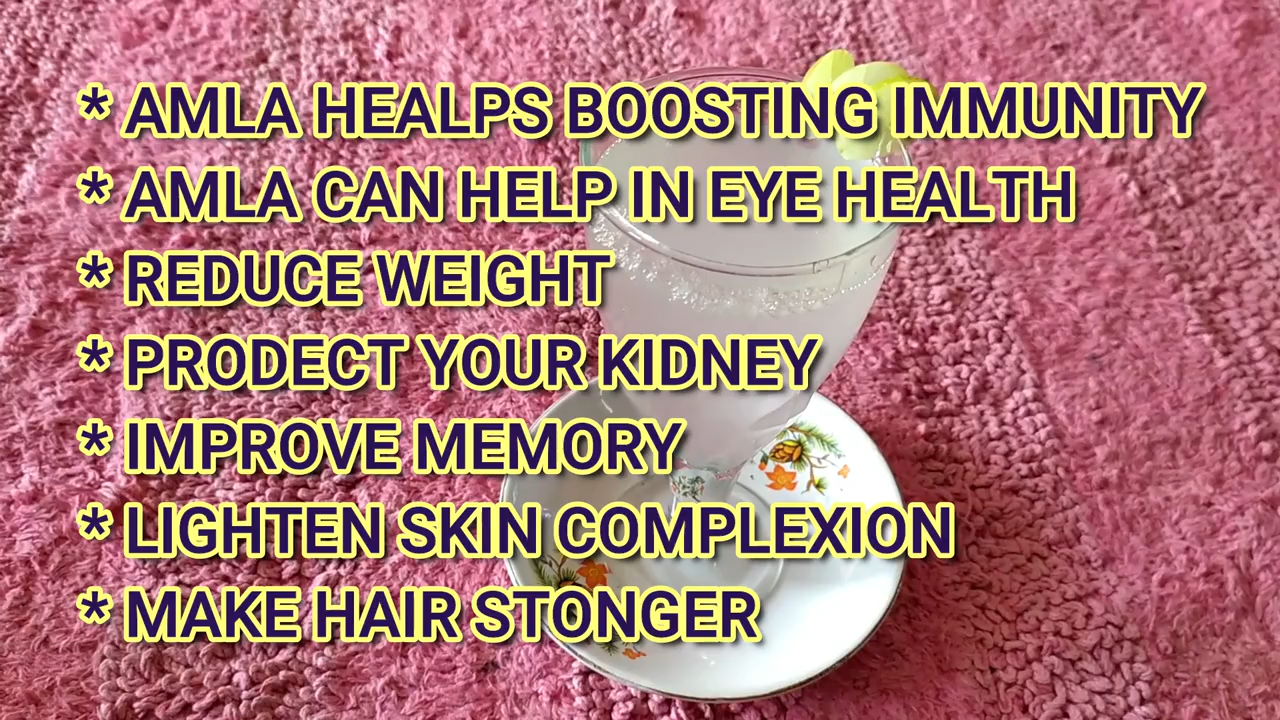 * AMLA HEALPS BOOSTING IMMUNITY
* AMLA CAN HELP IN EYE HEALTH
* REDUCE WEIGHT
* PRODECT YOUR KIDNEY
* IMPROVE MEMORY
* LIGHTEN SKIN COMPLEXION
* MAKE HAIR STONGER